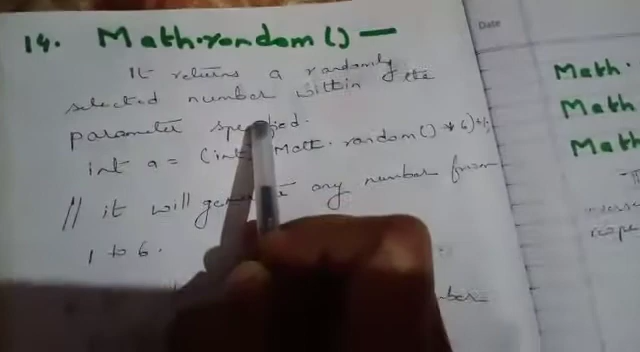 14. Math.random() —
It returns a randomly
selected number within the
parameter specified.
int a = (int) Math.random() * 6) + 1;
// it will generate any number from
1 to 6.
Date
Math.
Math
Math